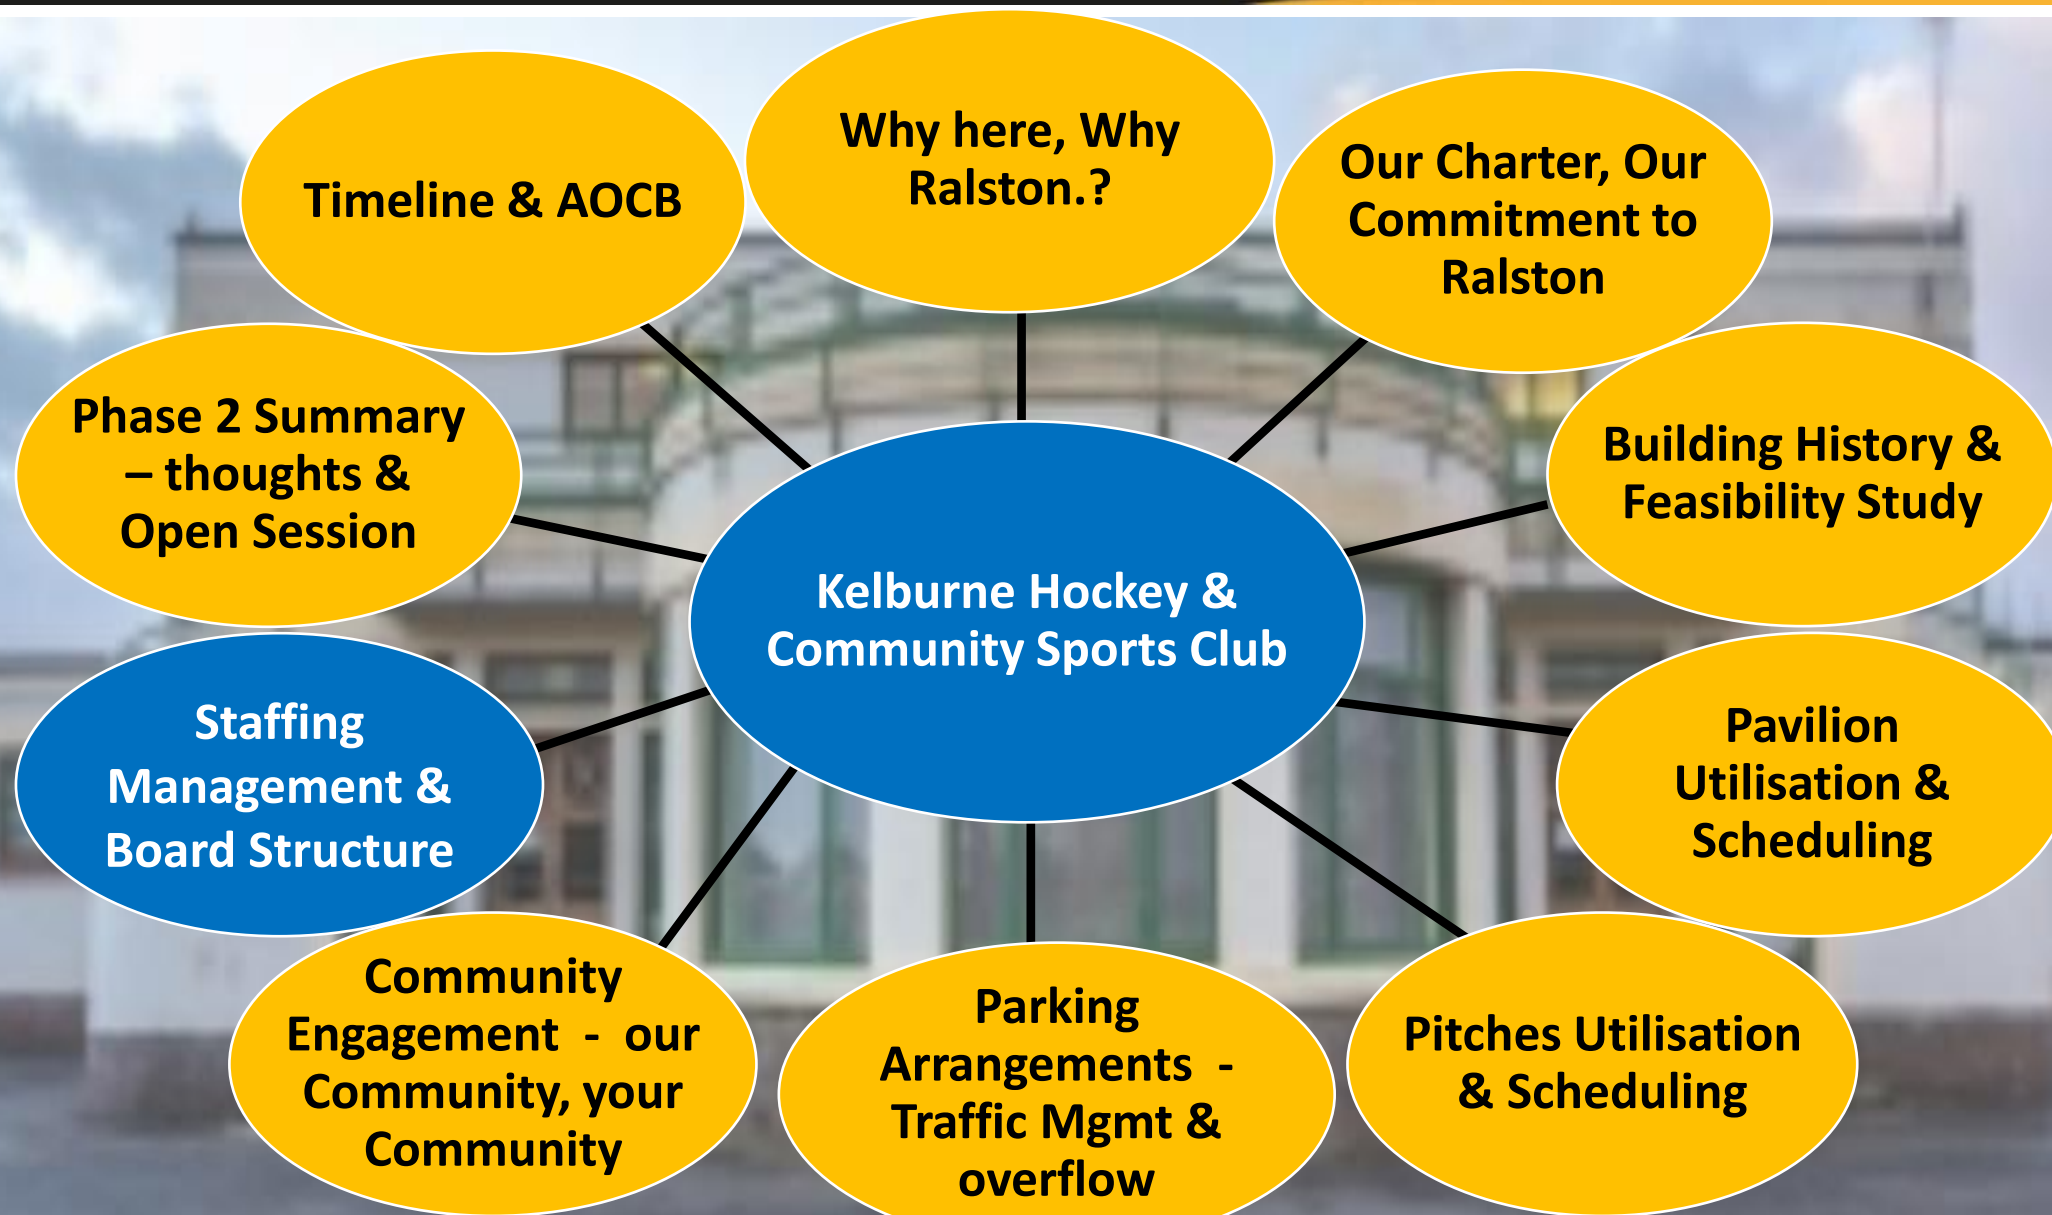 Why here, Why
Ralston.?
Our Charter, Our
Commitment to
Ralston
Building History &
Feasibility Study
Pavilion
Utilisation &
Scheduling
Pitches Utilisation
& Scheduling
Parking
Arrangements  -
Traffic Mgmt &
overflow
Community
Engagement  -  our
Community, your
Community
Staffing
Management &
Board Structure
Phase 2 Summary
– thoughts &
Open Session
Timeline & AOCB
Kelburne Hockey &
Community Sports Club